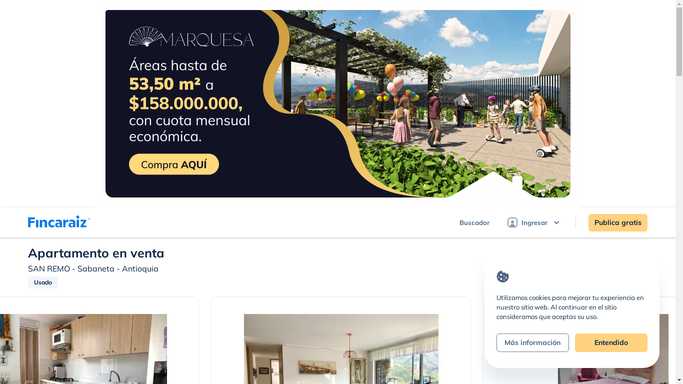 MARQUESA
Áreas hasta de
53,50 m² a
$158.000.000,
con cuota mensual
económica.
Compra AQUÍ
Fincaraíz
Buscador
Ingresar
Publica gratis
Apartamento en venta
SAN REMO - Sabaneta - Antioquia
Usado
Utilizamos cookies para mejorar tu experiencia en
nuestro sitio web. Al continuar en el sitio
consideramos que aceptas su uso.
Más información
Entendido